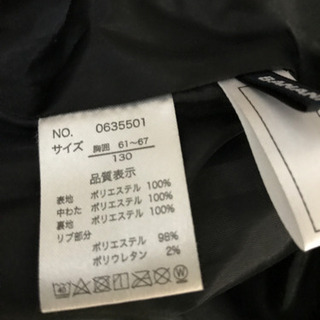 NO. 0635501
サイズ 胸囲 61~67
130
品質表示
表地 ポリエステル 100%
中わた ポリエステル 100%
裏地 ポリエステル 100%
リブ部分
ポリエステル 98%
ポリウレタン 2%
BANAN